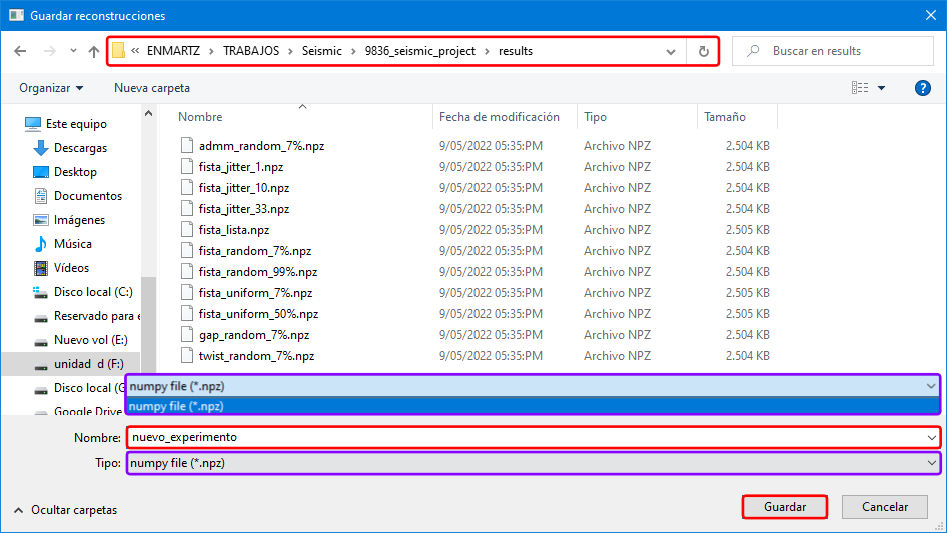 Guardar reconstrucciones
« ENMARTZ > TRABAJOS > Seismic > 9836_seismic_project > results
Buscar en results
Organizar
Nueva carpeta
Nombre Fecha de modificación Tipo Tamaño
Este equipo
Descargas
Desktop
Documentos
Imágenes
Música
Vídeos
Disco local (C:)
Reservado para e
Nuevo vol (E:)
unidad d (F:)
Disco local (G
Google Drive
admm_random_7%.npz 9/05/2022 05:35:PM Archivo NPZ 2.504 KB
fista_jitter_1.npz 9/05/2022 05:35:PM Archivo NPZ 2.504 KB
fista_jitter_10.npz 9/05/2022 05:35:PM Archivo NPZ 2.504 KB
fista_jitter_33.npz 9/05/2022 05:35:PM Archivo NPZ 2.504 KB
fista_lista.npz 9/05/2022 05:35:PM Archivo NPZ 2.505 KB
fista_random_7%.npz 9/05/2022 05:35:PM Archivo NPZ 2.504 KB
fista_random_99%.npz 9/05/2022 05:35:PM Archivo NPZ 2.504 KB
fista_uniform_7%.npz 9/05/2022 05:35:PM Archivo NPZ 2.505 KB
fista_uniform_50%.npz 9/05/2022 05:35:PM Archivo NPZ 2.505 KB
gap_random_7%.npz 9/05/2022 05:35:PM Archivo NPZ 2.504 KB
twist_random_7%.npz 9/05/2022 05:35:PM Archivo NPZ 2.504 KB
numpy file (*.npz)
numpy file (*.npz)
Nombre: nuevo_experimento
Tipo: numpy file (*.npz)
Ocultar carpetas
Guardar
Cancelar